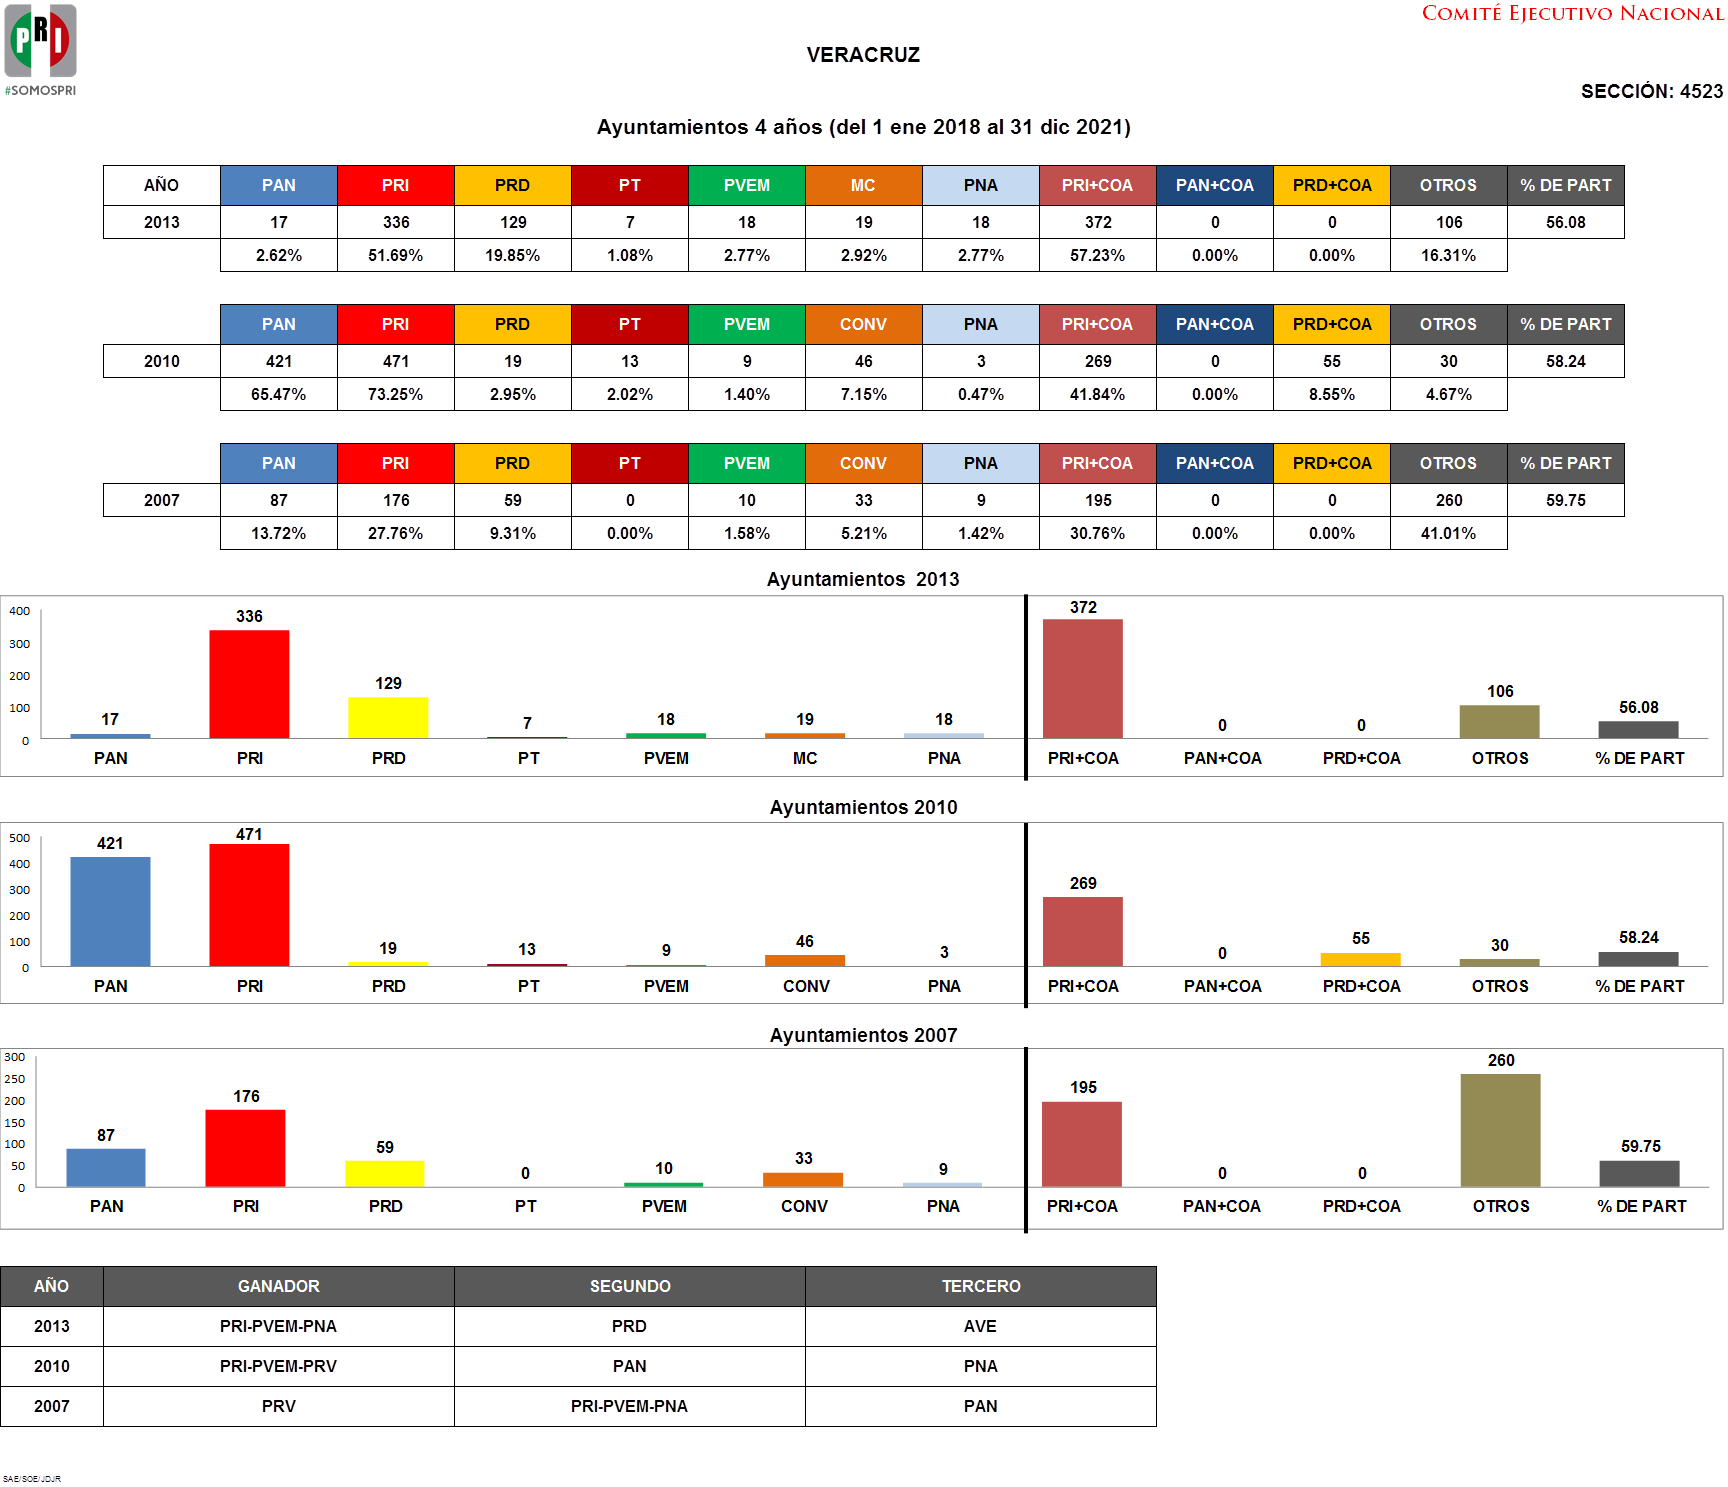 PRI
#SOMOSPRI
COMITÉ EJECUTIVO NACIONAL
VERACRUZ
SECCIÓN: 4523
Ayuntamientos 4 años (del 1 ene 2018 al 31 dic 2021)
AÑO PAN PRI PRD PT PVEM MC PNA PRI+COA PAN+COA PRD+COA OTROS % DE PART
2013 17 336 129 7 18 19 18 372 0 0 106 56.08
2.62% 51.69% 19.85% 1.08% 2.77% 2.92% 2.77% 57.23% 0.00% 0.00% 16.31%
PAN PRI PRD PT PVEM CONV PNA PRI+COA PAN+COA PRD+COA OTROS % DE PART
2010 421 471 19 13 9 46 3 269 0 55 30 58.24
65.47% 73.25% 2.95% 2.02% 1.40% 7.15% 0.47% 41.84% 0.00% 8.55% 4.67%
PAN PRI PRD PT PVEM CONV PNA PRI+COA PAN+COA PRD+COA OTROS % DE PART
2007 87 176 59 0 10 33 9 195 0 0 260 59.75
13.72% 27.76% 9.31% 0.00% 1.58% 5.21% 1.42% 30.76% 0.00% 0.00% 41.01%
Ayuntamientos 2013
400
300
200
100
0
17 336 129 7 18 19 18 372 0 0 106 56.08
PAN PRI PRD PT PVEM MC PNA PRI+COA PAN+COA PRD+COA OTROS % DE PART
Ayuntamientos 2010
500
400
300
200
100
0
421 471 19 13 9 46 3 269 0 55 30 58.24
PAN PRI PRD PT PVEM CONV PNA PRI+COA PAN+COA PRD+COA OTROS % DE PART
Ayuntamientos 2007
300
250
200
150
100
50
0
87 176 59 0 10 33 9 195 0 0 260 59.75
PAN PRI PRD PT PVEM CONV PNA PRI+COA PAN+COA PRD+COA OTROS % DE PART
AÑO GANADOR SEGUNDO TERCERO
2013 PRI-PVEM-PNA PRD AVE
2010 PRI-PVEM-PRV PAN PNA
2007 PRV PRI-PVEM-PNA PAN
SAE/SOE/JDJR